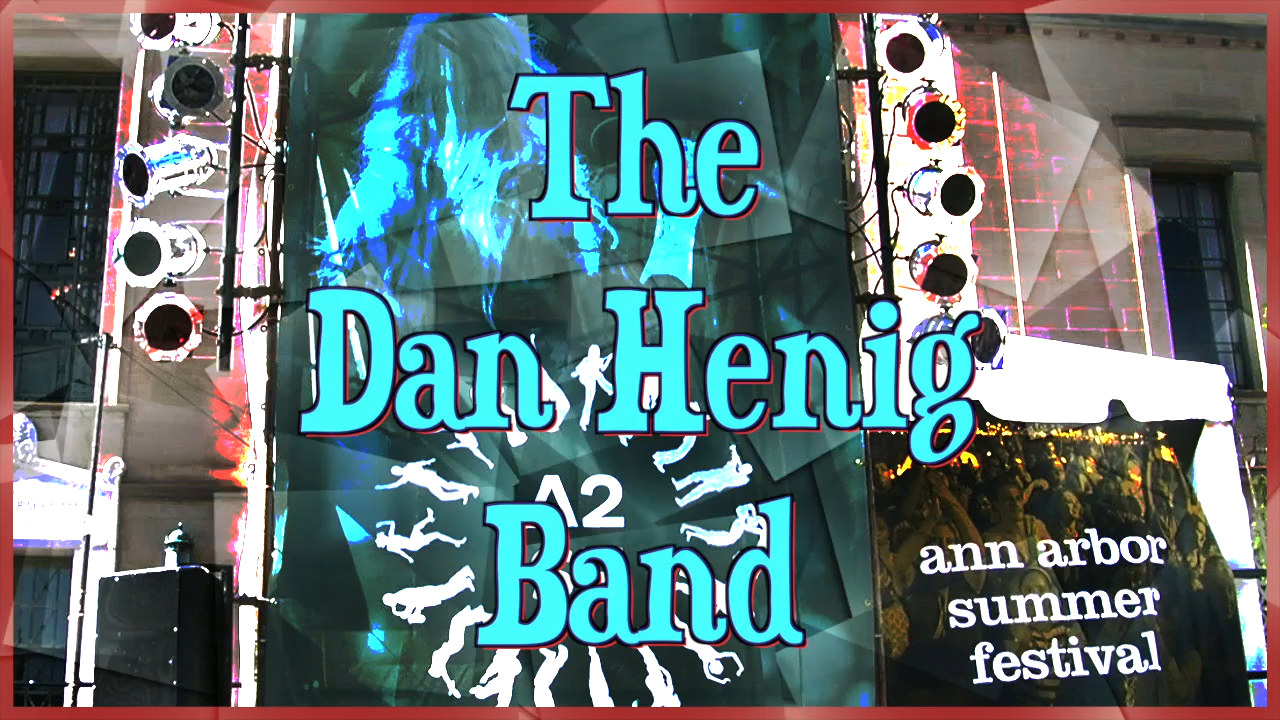 The
Dan Henig
A2
Band
ann arbor
summer
festival